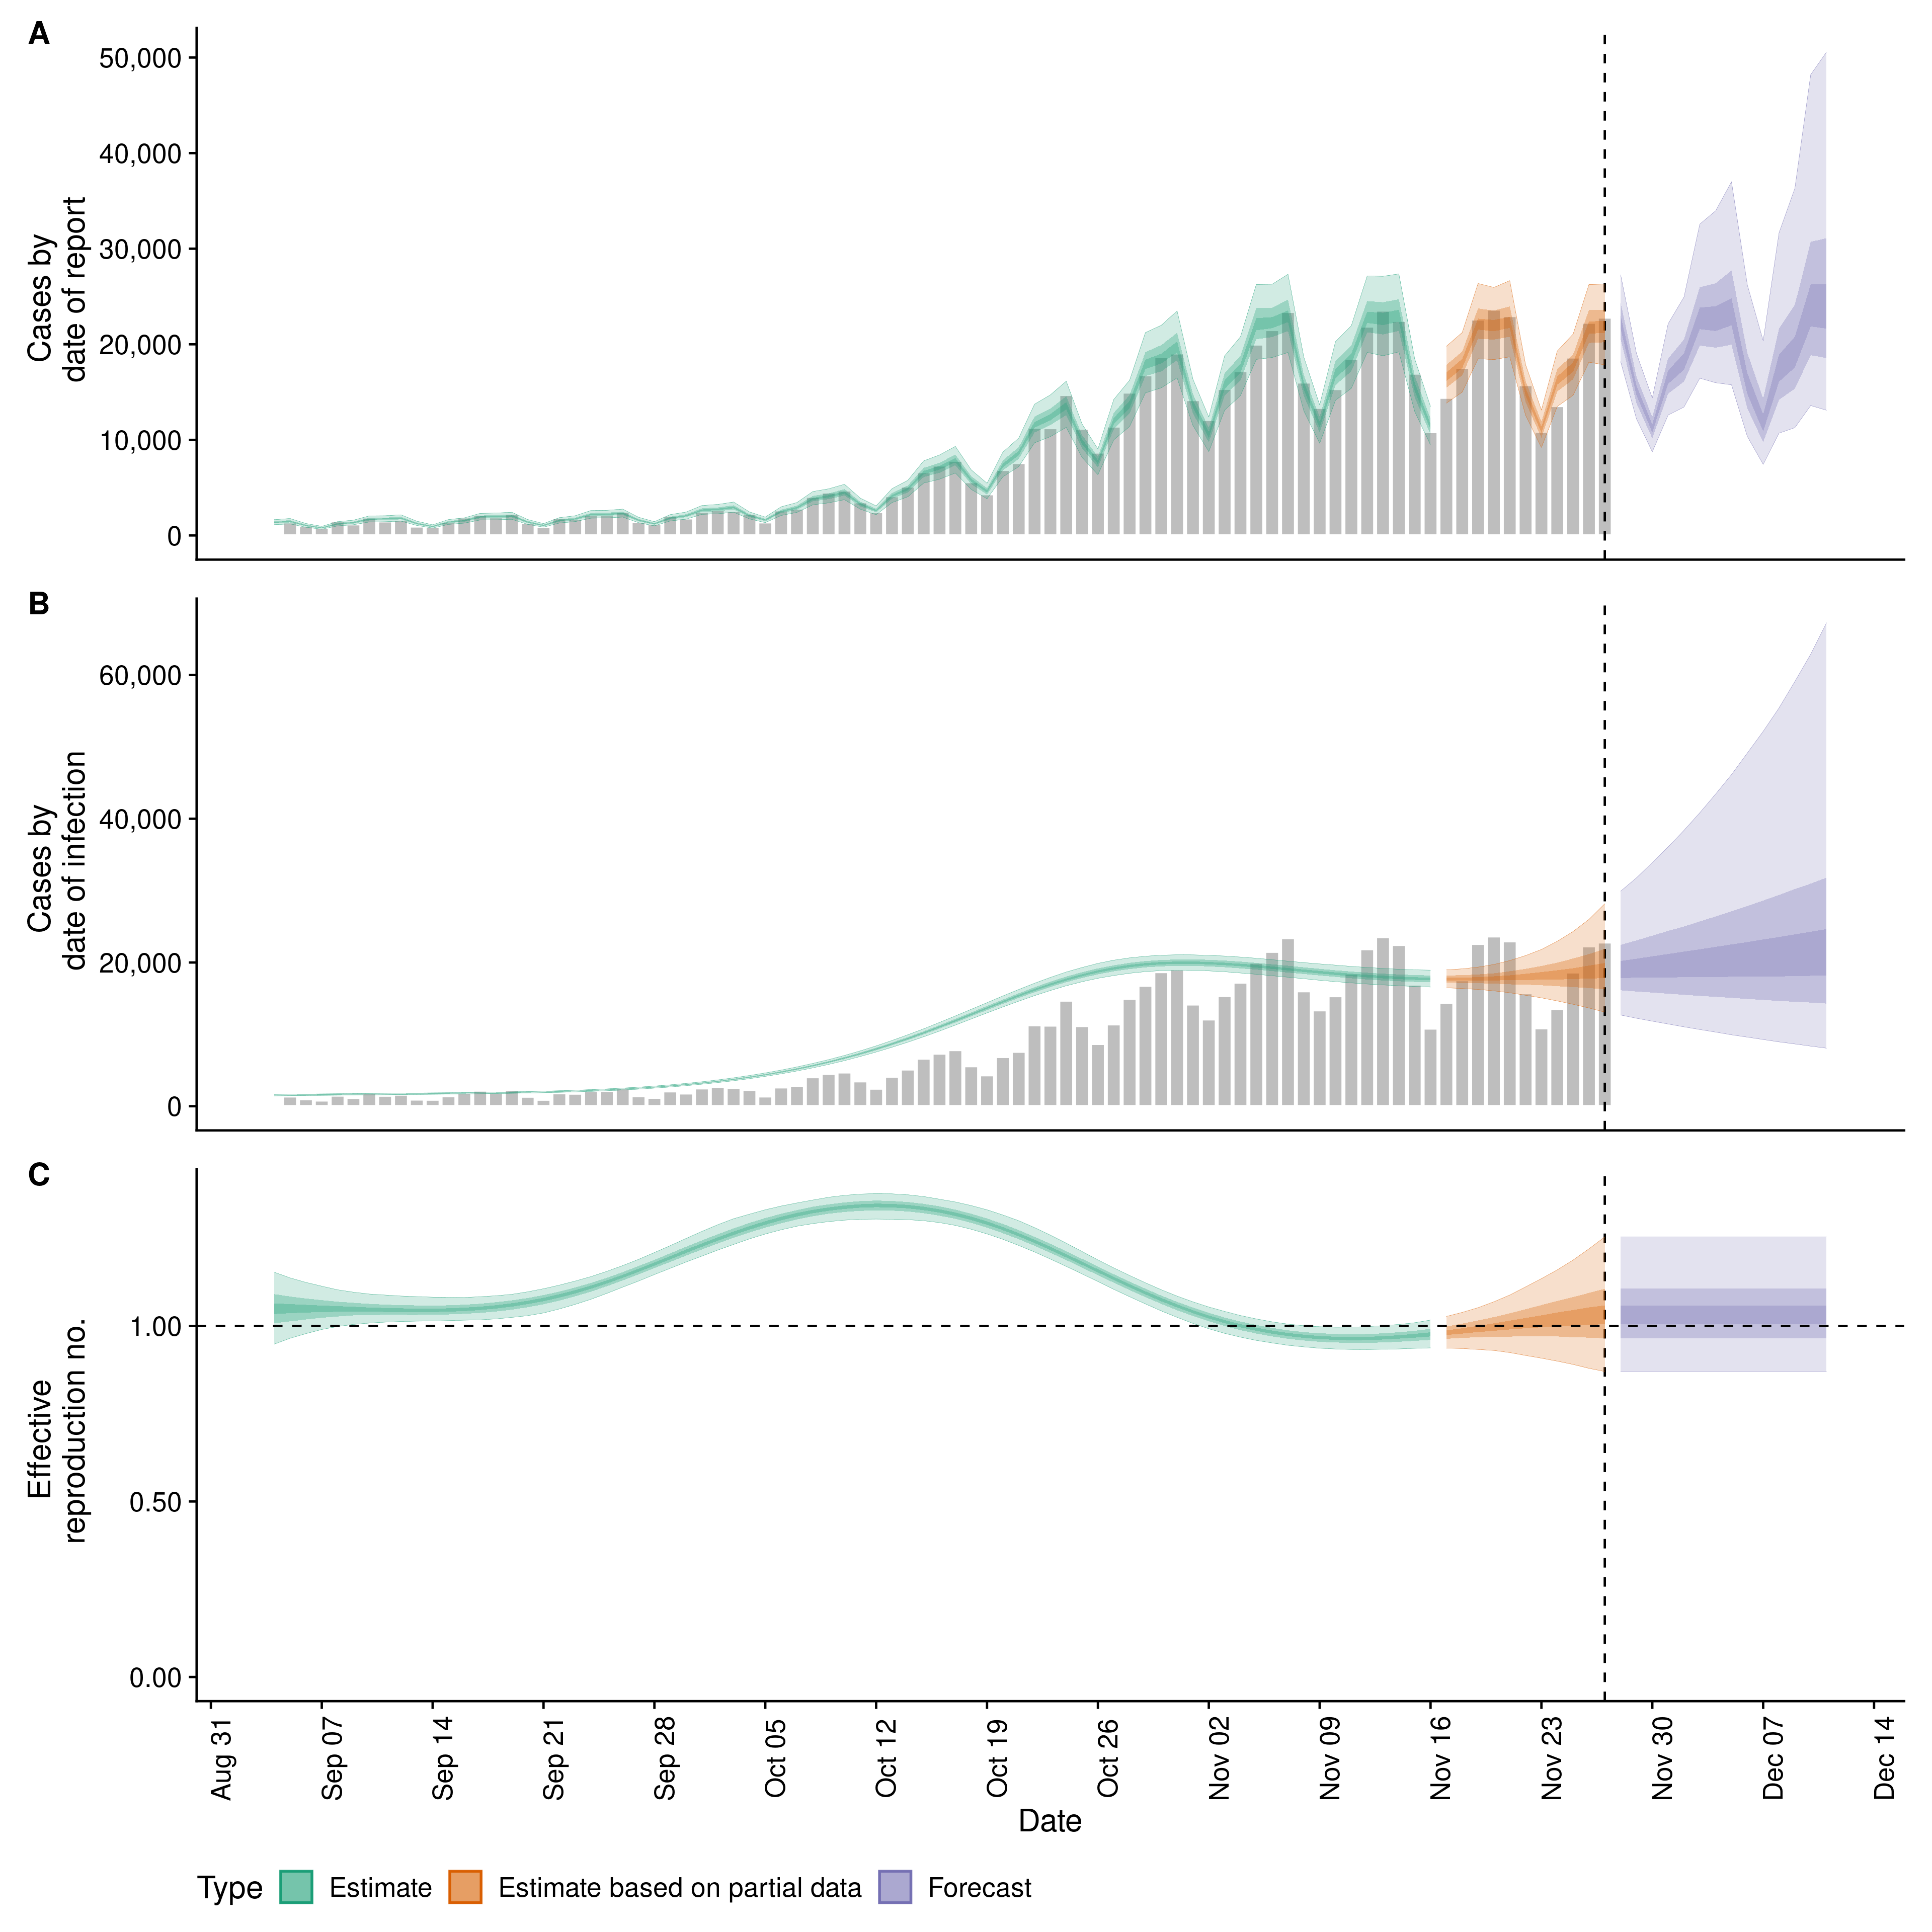 A
50,000
40,000
30,000
20,000
10,000
0
Cases by
date of report
B
60,000
40,000
20,000
0
Cases by
date of infection
C
1.00
0.50
0.00
Effective
reproduction no.
Aug 31
Sep 07
Sep 14
Sep 21
Sep 28
Oct 05
Oct 12
Oct 19
Oct 26
Nov 02
Nov 09
Nov 16
Nov 23
Nov 30
Dec 07
Dec 14
Date
Type Estimate Estimate based on partial data Forecast